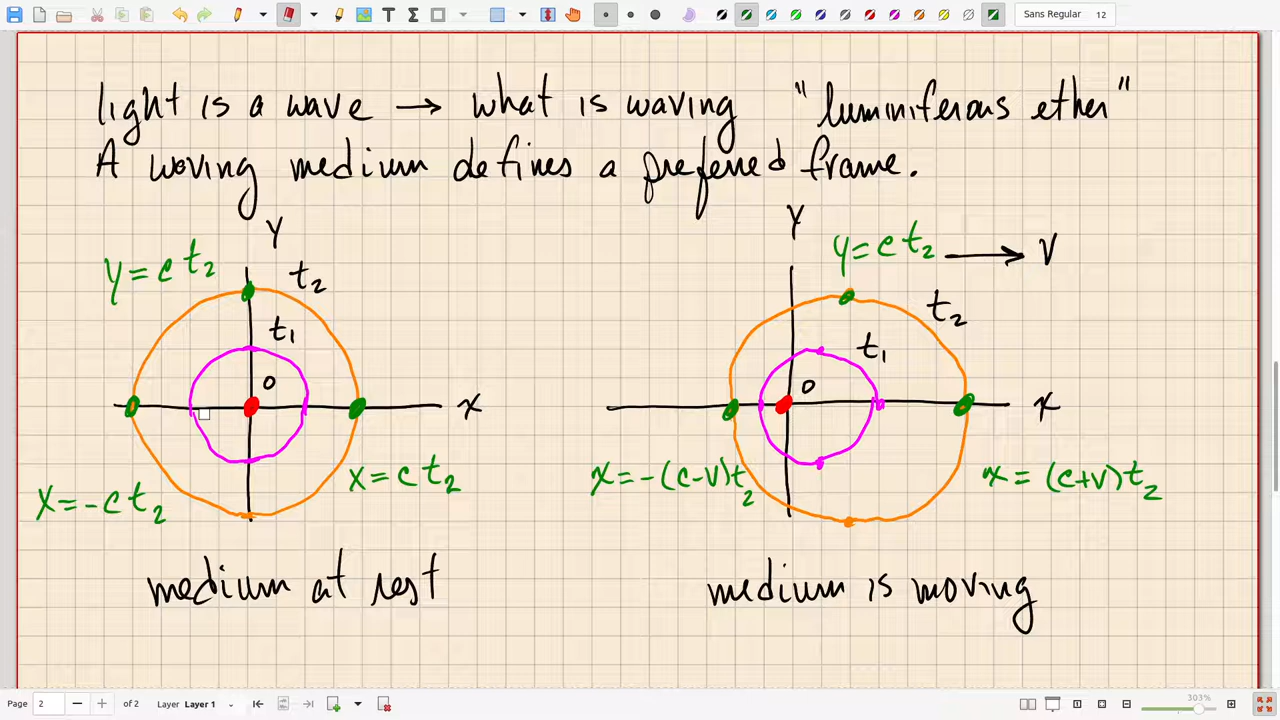 Sans Regular 12
light is a wave → what is waving "luminiferous ether"
A waving medium defines a preferred frame.
Y
y = ct₂
t₂
t₁
0
x
x = -ct₂
x = ct₂
medium at rest
Y
y = ct₂ → V
t₂
t₁
0
x
x = -(c-v)t₂
x = (c+v)t₂
medium is moving
Page 2 of 2 Layer Layer 1 303%